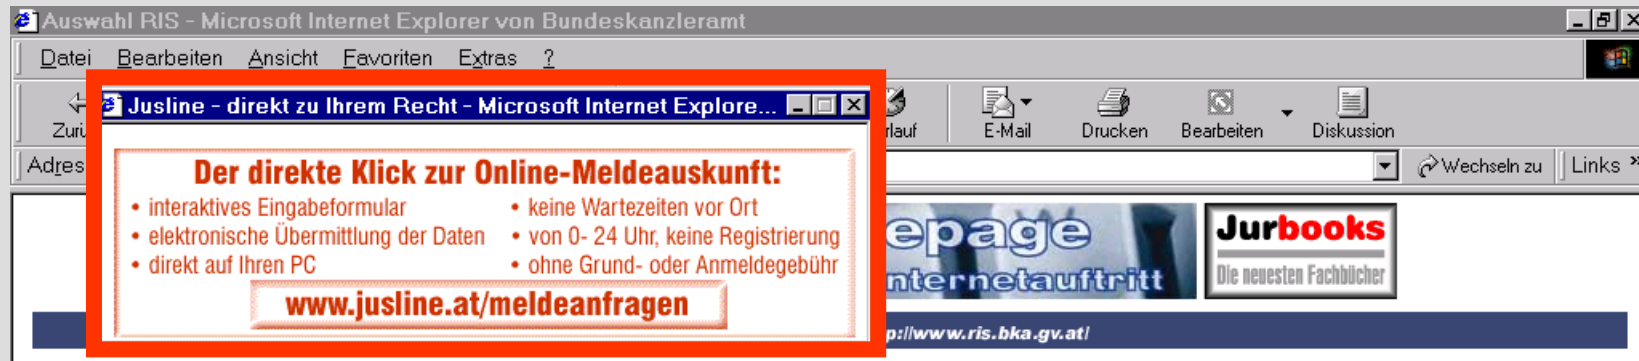 Auswahl RIS - Microsoft Internet Explorer von Bundeskanzleramt
Datei Bearbeiten Ansicht Favoriten Extras ?
Jusline - direkt zu Ihrem Recht - Microsoft Internet Explore...
E-Mail Drucken Bearbeiten Diskussion
Wechseln zu Links »
Der direkte Klick zur Online-Meldeauskunft:
• interaktives Eingabeformular
• elektronische Übermittlung der Daten
• direkt auf Ihren PC
• keine Wartezeiten vor Ort
• von 0- 24 Uhr, keine Registrierung
• ohne Grund- oder Anmeldegebühr
www.jusline.at/meldeanfragen
epage
nternetauftritt
Jurbooks
Die neuesten Fachbücher
p://www.ris.bka.gv.at/